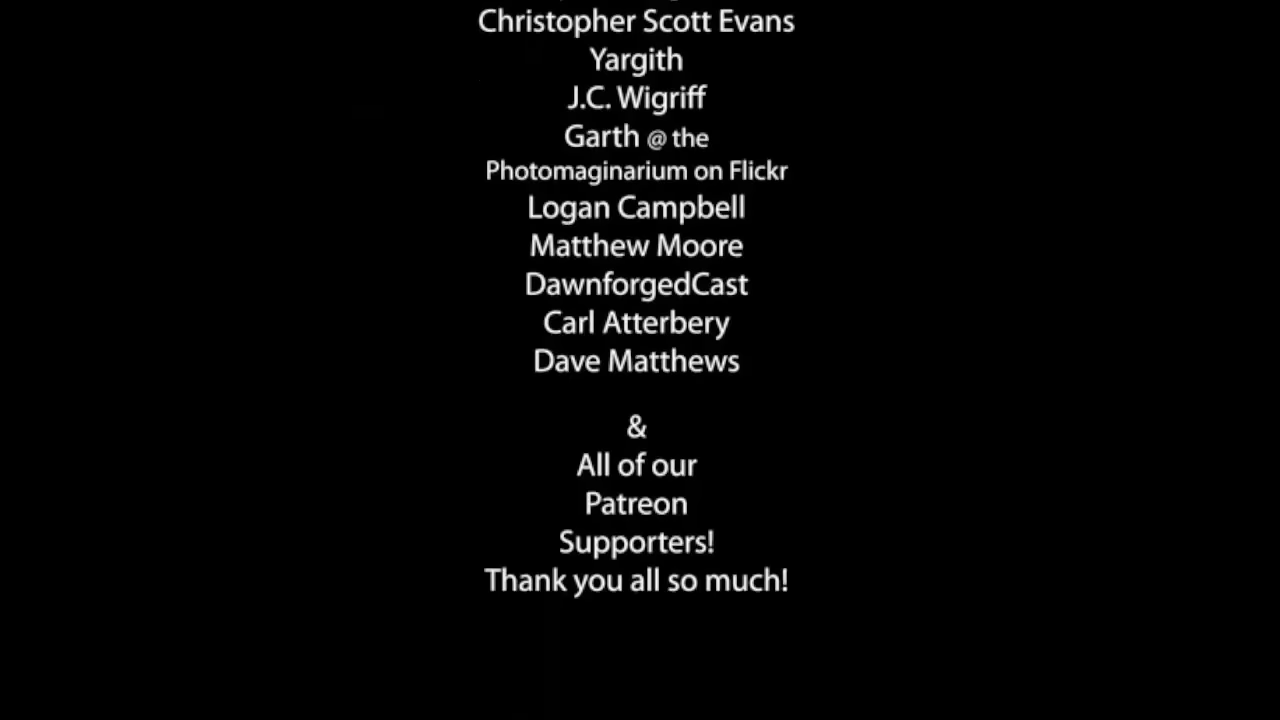 Christopher Scott Evans
Yargith
J.C. Wigriff
Garth @ the
Photomaginarium on Flickr
Logan Campbell
Matthew Moore
DawnforgedCast
Carl Atterbery
Dave Matthews
&
All of our
Patreon
Supporters!
Thank you all so much!